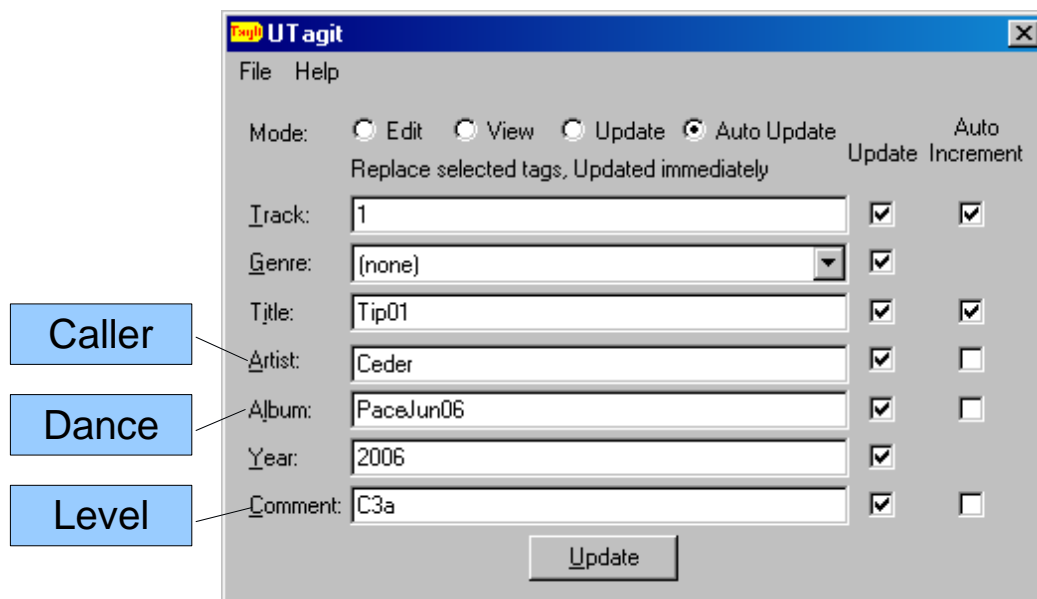 TagIt UTagit
File Help
Mode: Edit View Update Auto Update Auto
Update Increment
Replace selected tags, Updated immediately
Track: 1
Genre: (none)
Title: Tip01
Caller
Artist: Ceder
Album: PaceJun06
Dance
Year: 2006
Comment: C3a
Level
Update